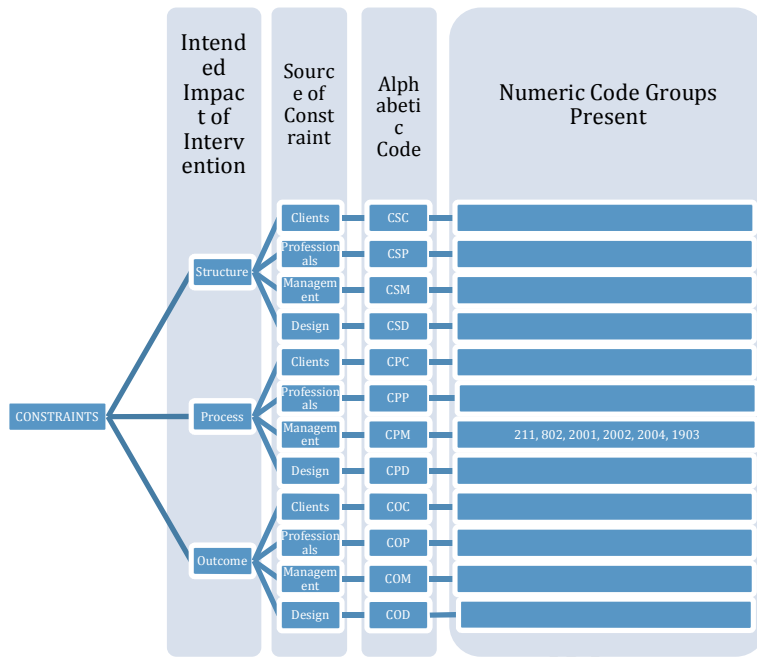 Intend
ed
Impac
t of
Interv
ention
Sourc
e of
Const
raint
Alph
abeti
c
Code
Numeric Code Groups
Present
CONSTRAINTS
Structure
Clients
CSC
Profession
als
CSP
Managem
ent
CSM
Design
CSD
Process
Clients
CPC
Profession
als
CPP
Managem
ent
CPM
211, 802, 2001, 2002, 2004, 1903
Design
CPD
Outcome
Clients
COC
Profession
als
COP
Managem
ent
COM
Design
COD